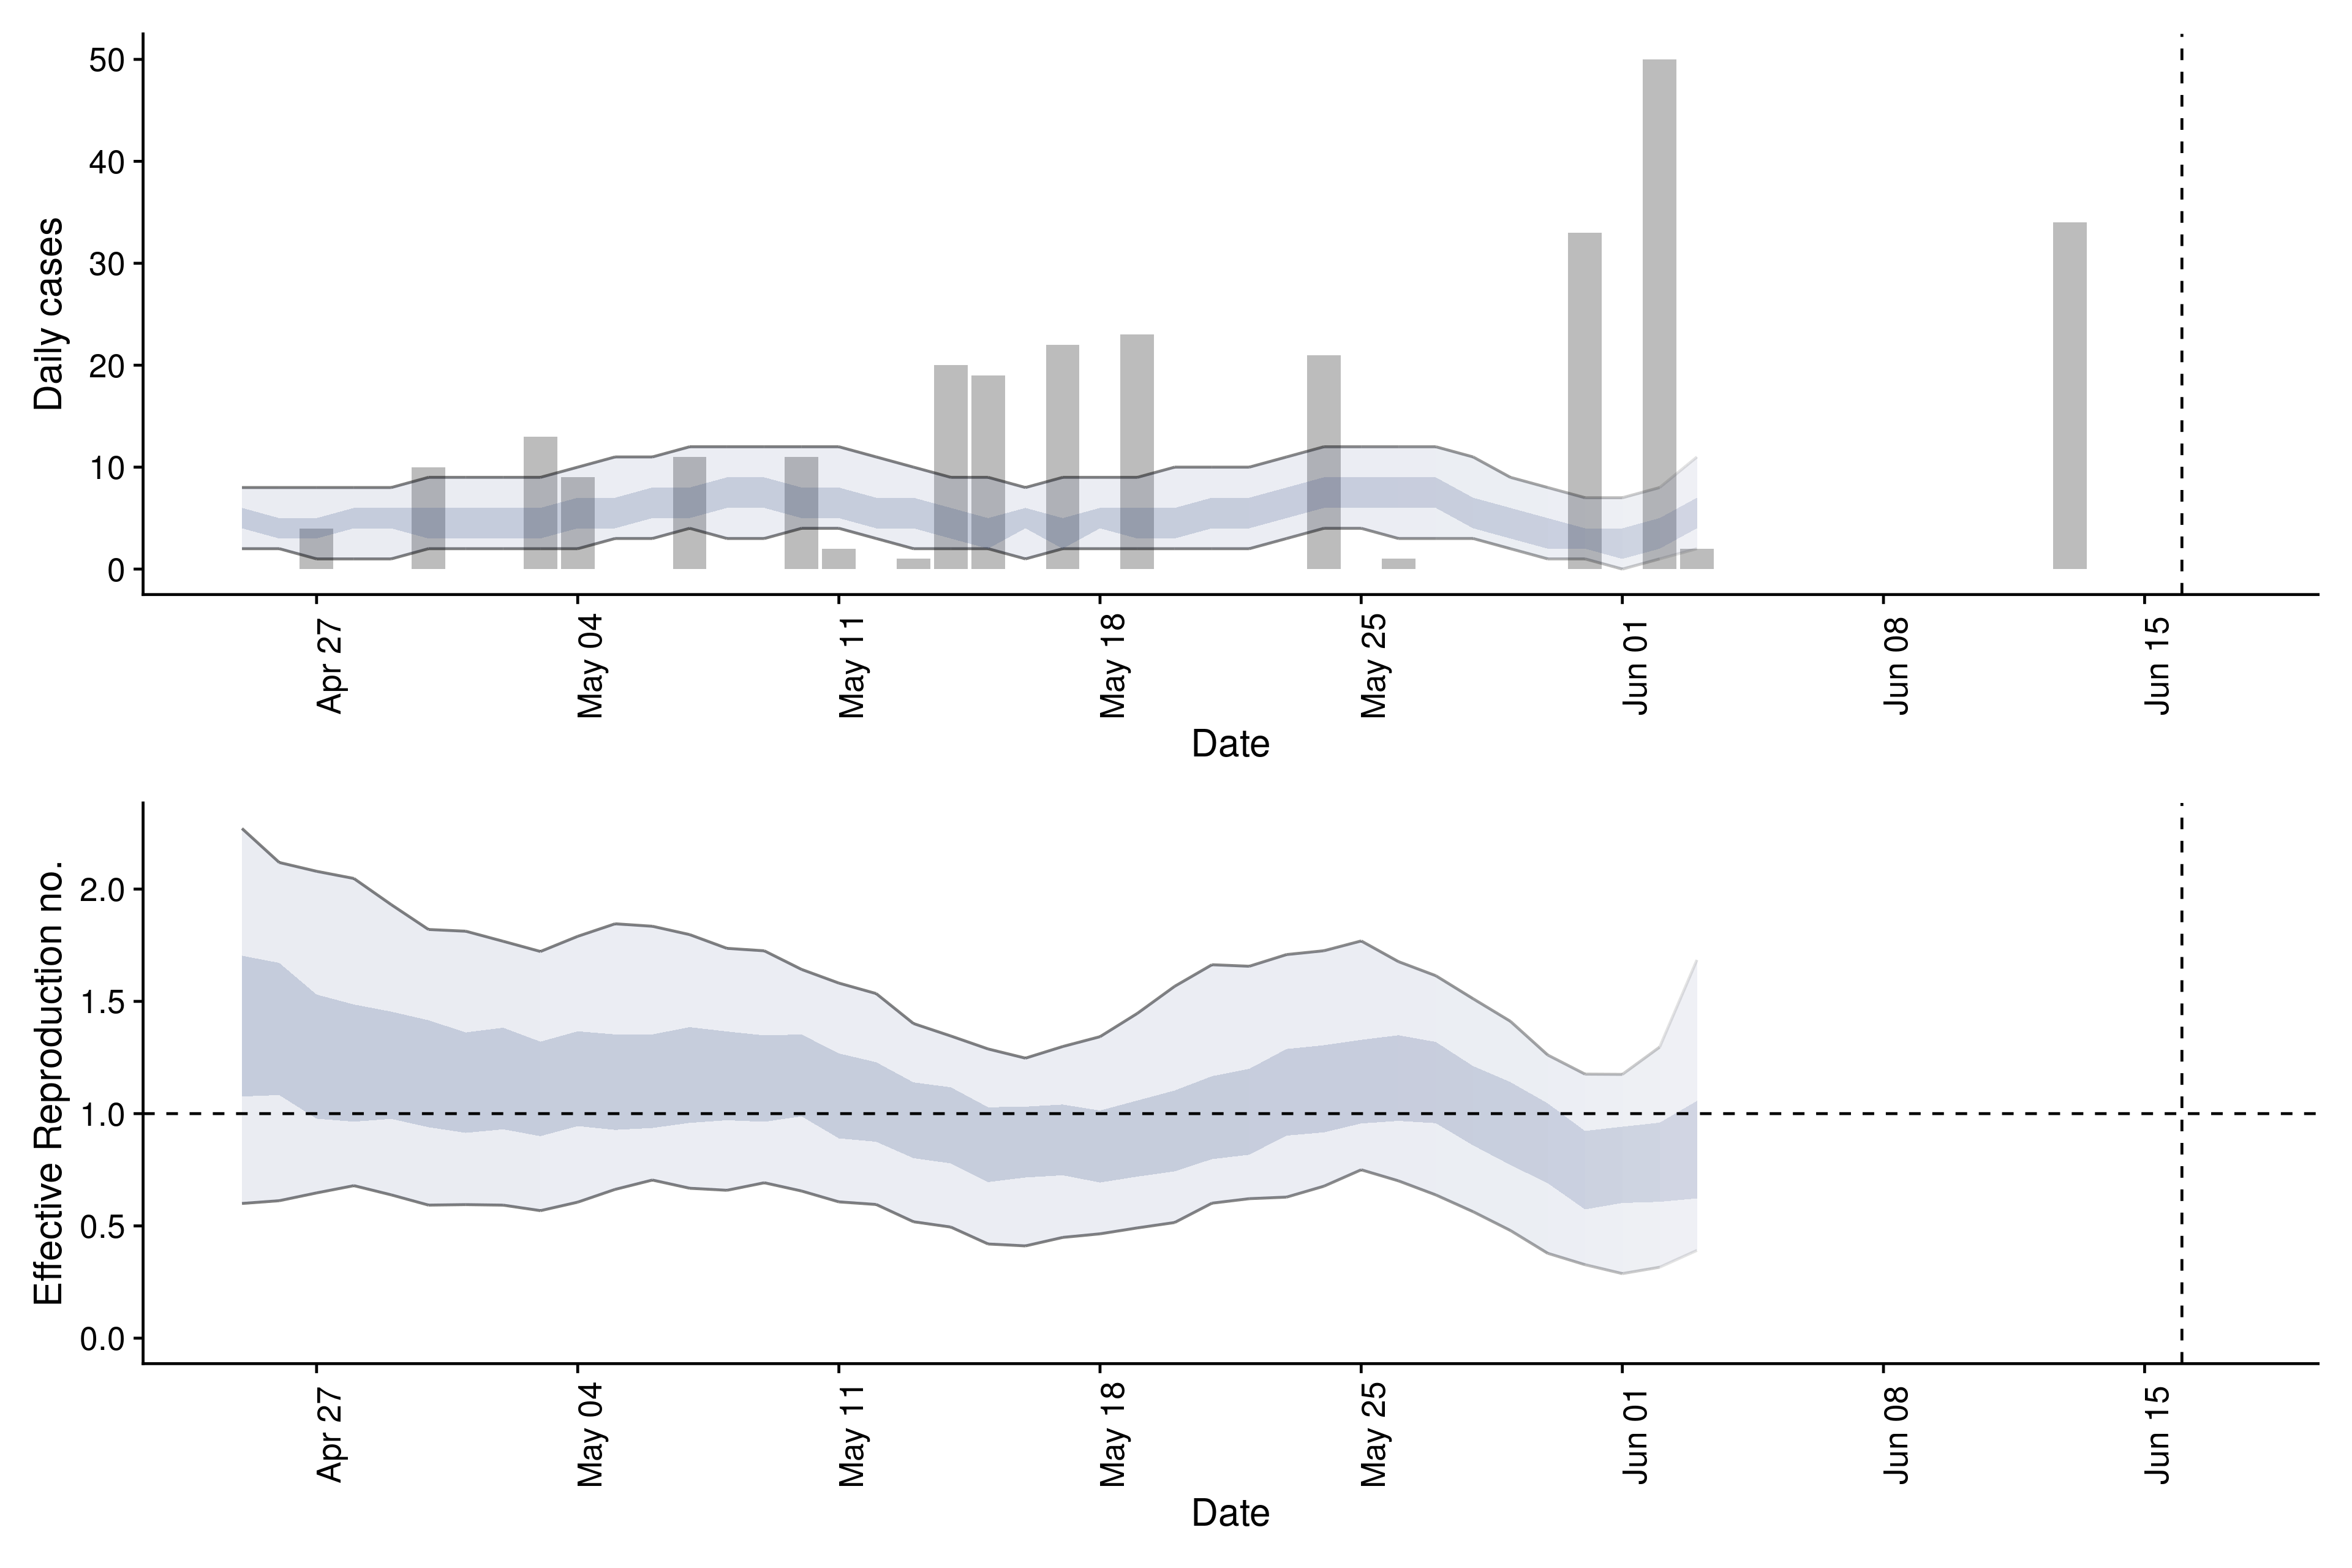 Daily cases
50
40
30
20
10
0
Apr 27
May 04
May 11
May 18
May 25
Jun 01
Jun 08
Jun 15
Date
Effective Reproduction no.
2.0
1.5
1.0
0.5
0.0
Apr 27
May 04
May 11
May 18
May 25
Jun 01
Jun 08
Jun 15
Date